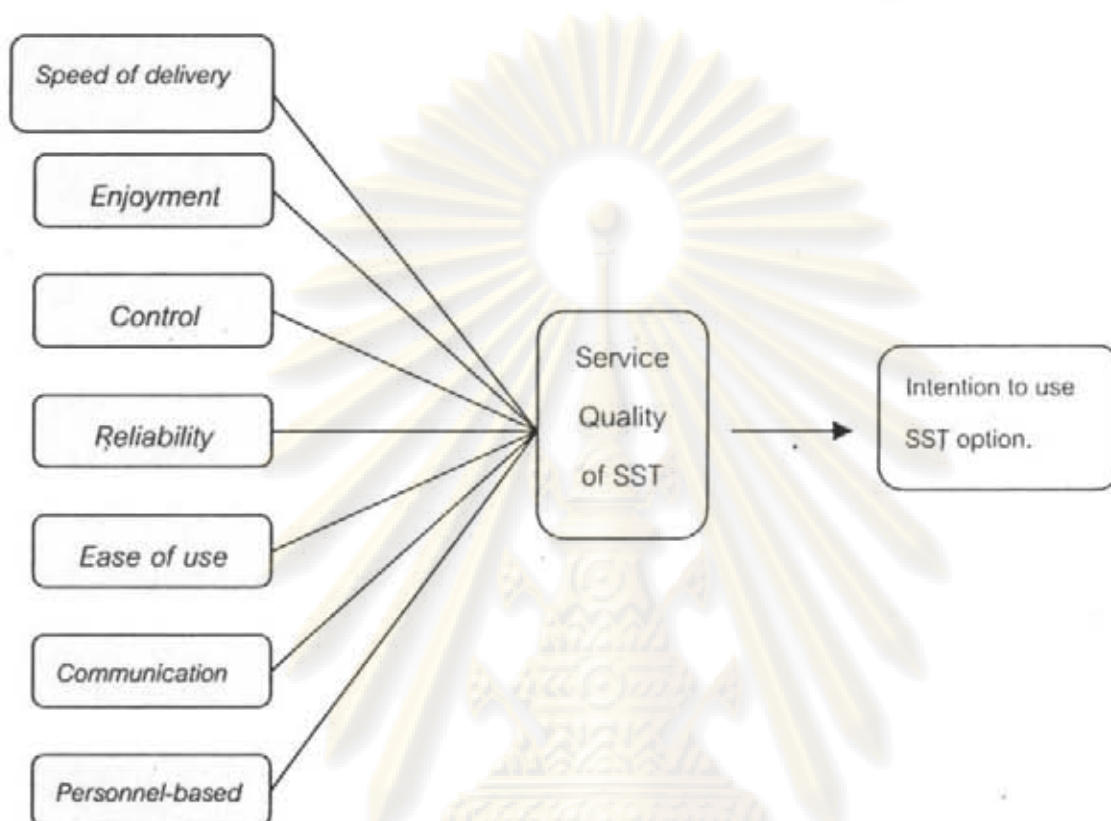 Speed of delivery
Enjoyment
Control
Reliability
Ease of use
Communication
Personnel-based
Service
Quality
of SST
Intention to use
SST option.